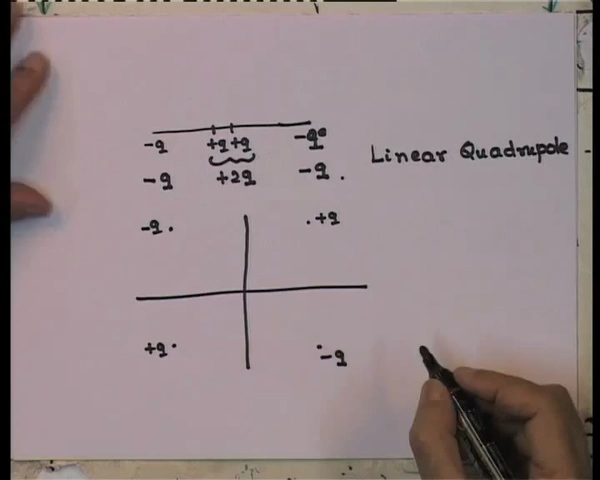 -q +q +q -q
Linear Quadrupole
-q +2q -q .
-q . . +q
+q . . -q